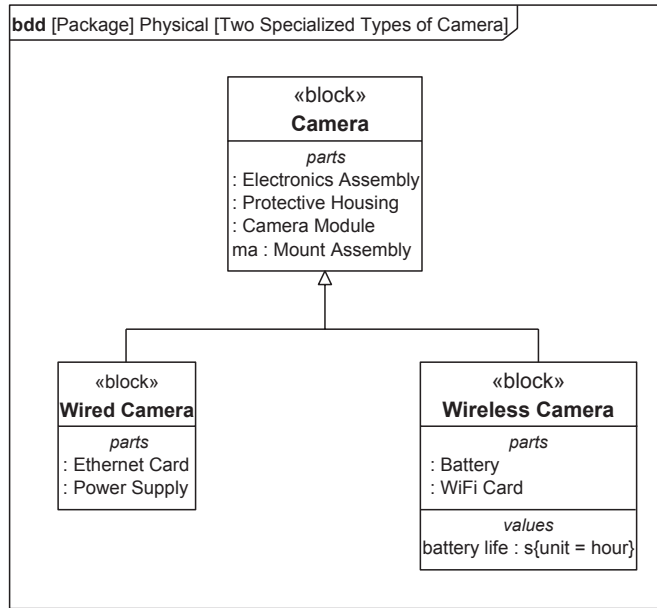 bdd [Package] Physical [Two Specialized Types of Camera]
«block»
Camera
parts
: Electronics Assembly
: Protective Housing
: Camera Module
ma : Mount Assembly
«block»
Wired Camera
parts
: Ethernet Card
: Power Supply
«block»
Wireless Camera
parts
: Battery
: WiFi Card
values
battery life : s{unit = hour}